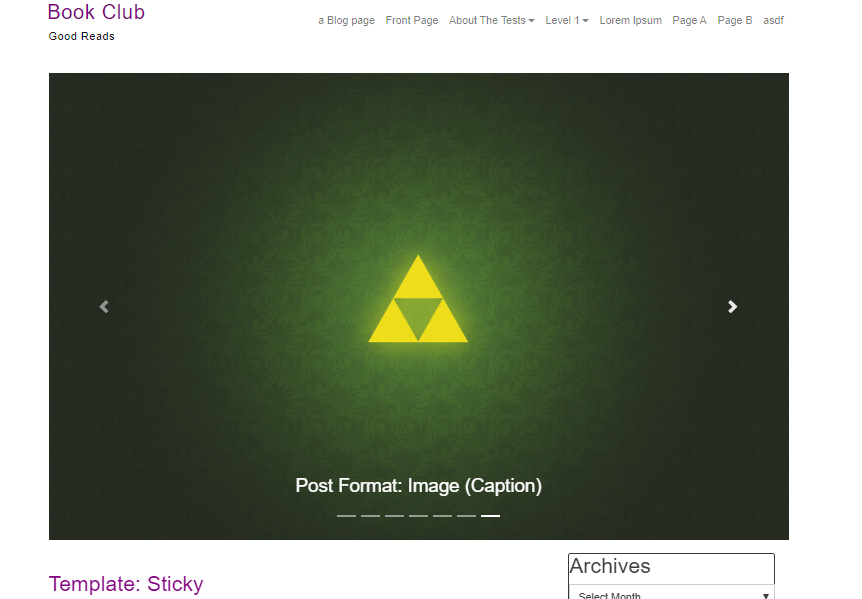 Book Club
Good Reads
a Blog page Front Page About The Tests Level 1 Lorem Ipsum Page A Page B asdf
Post Format: Image (Caption)
Template: Sticky
Archives
Select Month